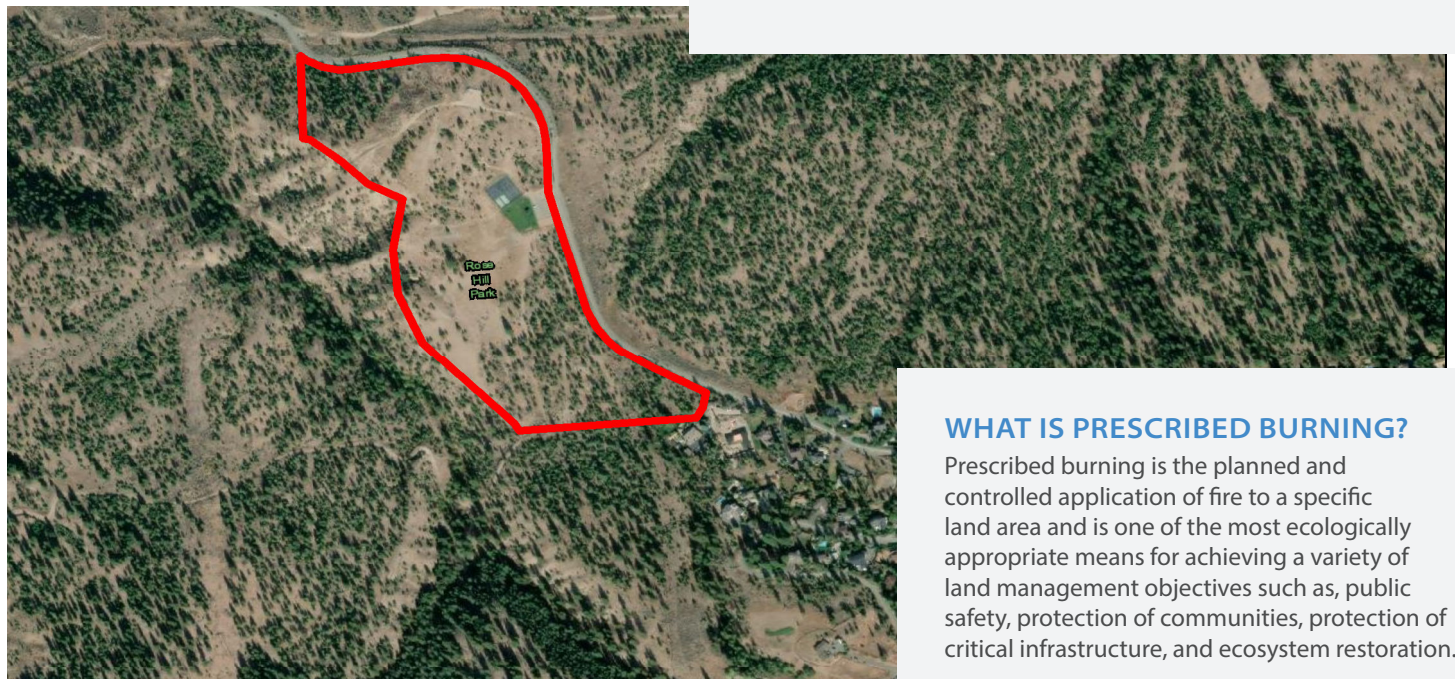 Rose
Hill
Park
WHAT IS PRESCRIBED BURNING?
Prescribed burning is the planned and
controlled application of fire to a specific
land area and is one of the most ecologically
appropriate means for achieving a variety of
land management objectives such as, public
safety, protection of communities, protection of
critical infrastructure, and ecosystem restoration.